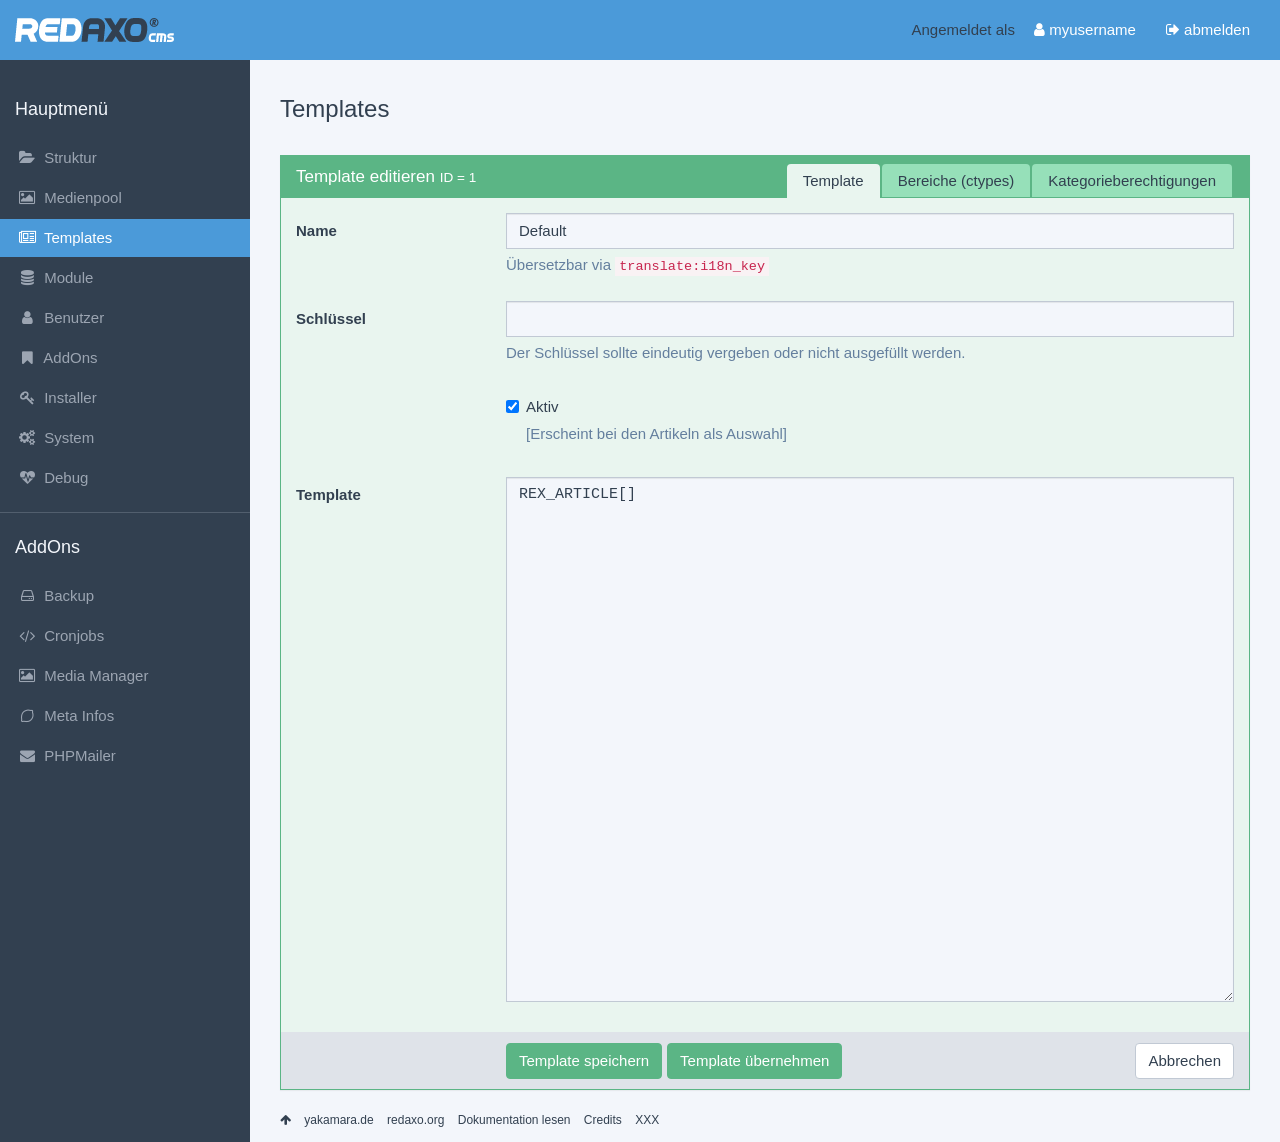 REDAXO® cms
Angemeldet als myusername abmelden
Hauptmenü
Struktur
Medienpool
Templates
Module
Benutzer
AddOns
Installer
System
Debug
AddOns
Backup
Cronjobs
Media Manager
Meta Infos
PHPMailer
Templates
Template editieren ID = 1
Template Bereiche (ctypes) Kategorieberechtigungen
Name Default
Übersetzbar via translate:i18n_key
Schlüssel
Der Schlüssel sollte eindeutig vergeben oder nicht ausgefüllt werden.
Aktiv
[Erscheint bei den Artikeln als Auswahl]
Template REX_ARTICLE[]
Template speichern Template übernehmen Abbrechen
yakamara.de redaxo.org Dokumentation lesen Credits XXX